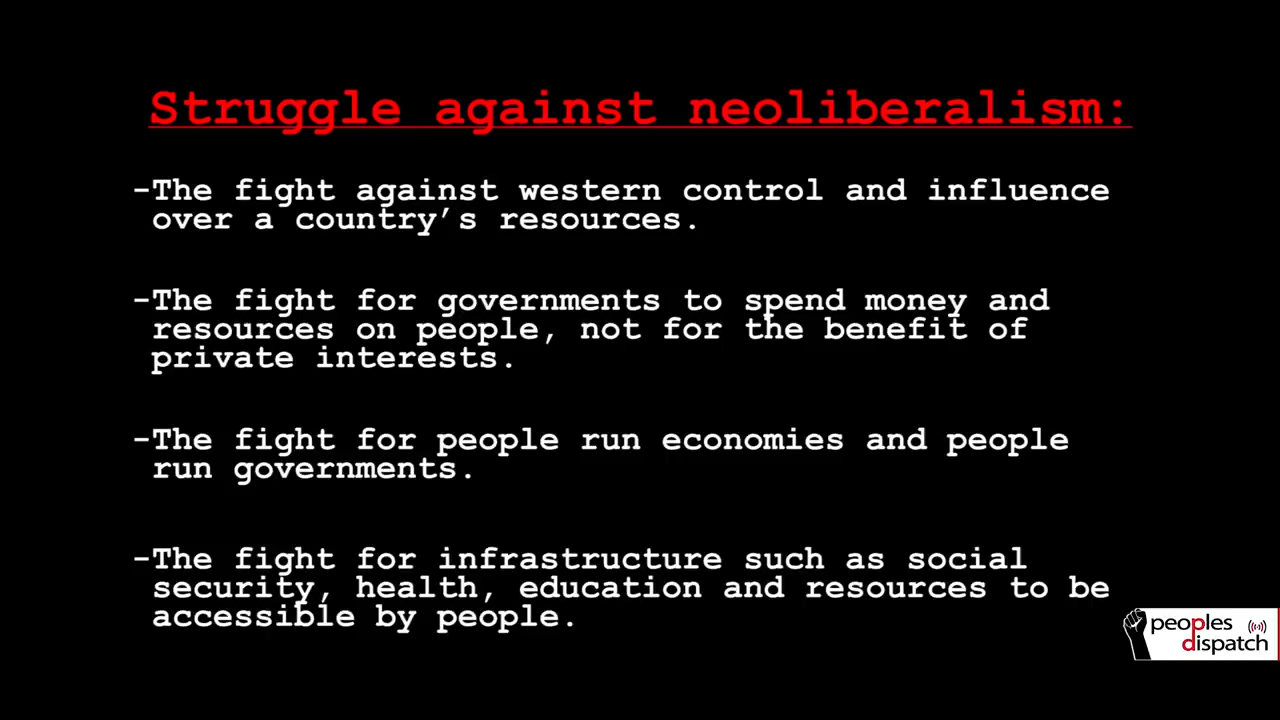 Struggle against neoliberalism:
-The fight against western control and influence
over a country’s resources.
-The fight for governments to spend money and
resources on people, not for the benefit of
private interests.
-The fight for people run economies and people
run governments.
-The fight for infrastructure such as social
security, health, education and resources to be
accessible by people.
peoples
dispatch